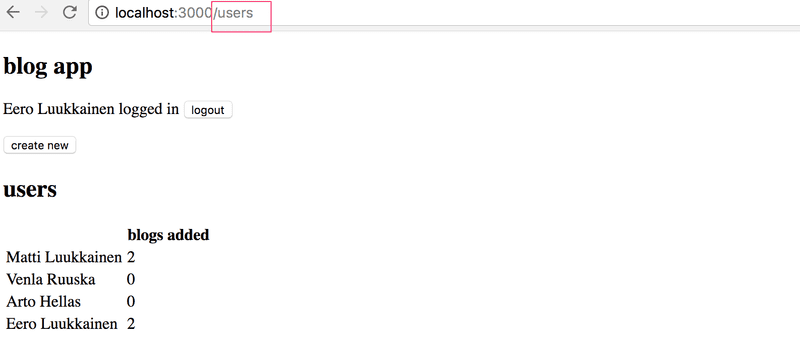 localhost:3000/users
blog app
Eero Luukkainen logged in logout
create new
users
blogs added
Matti Luukkainen 2
Venla Ruuska 0
Arto Hellas 0
Eero Luukkainen 2